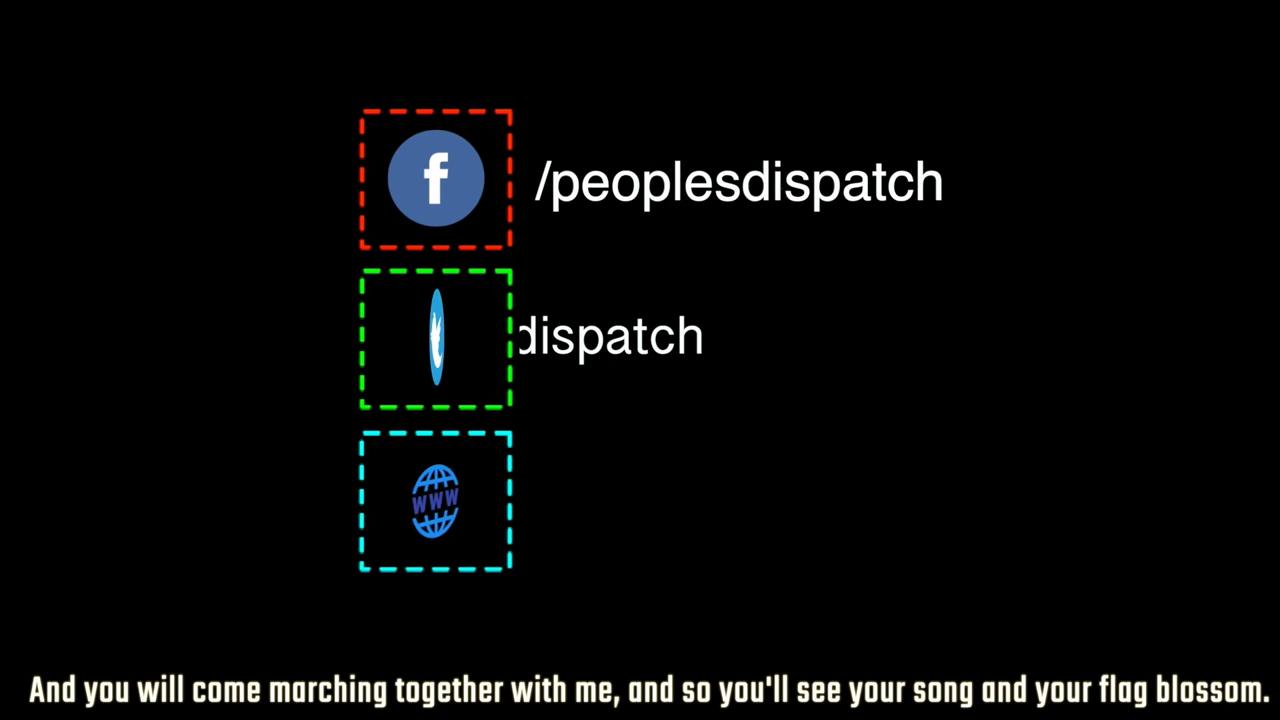 f /peoplesdispatch
dispatch
WWW
And you will come marching together with me, and so you'll see your song and your flag blossom.